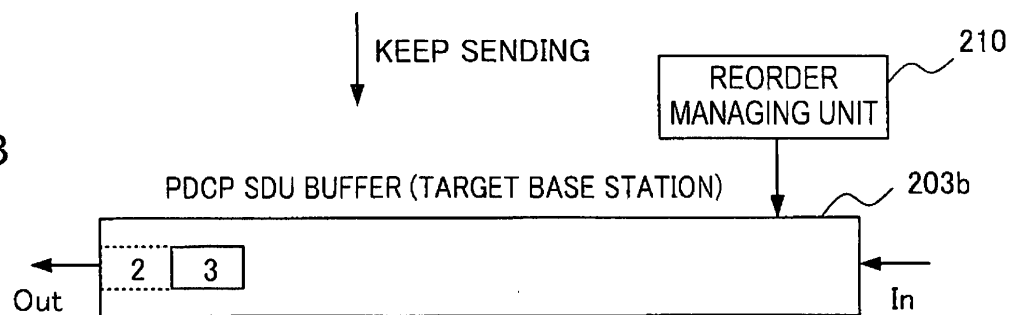 KEEP SENDING
210
REORDER
MANAGING UNIT
PDCP SDU BUFFER (TARGET BASE STATION)
203b
2 3
Out
In